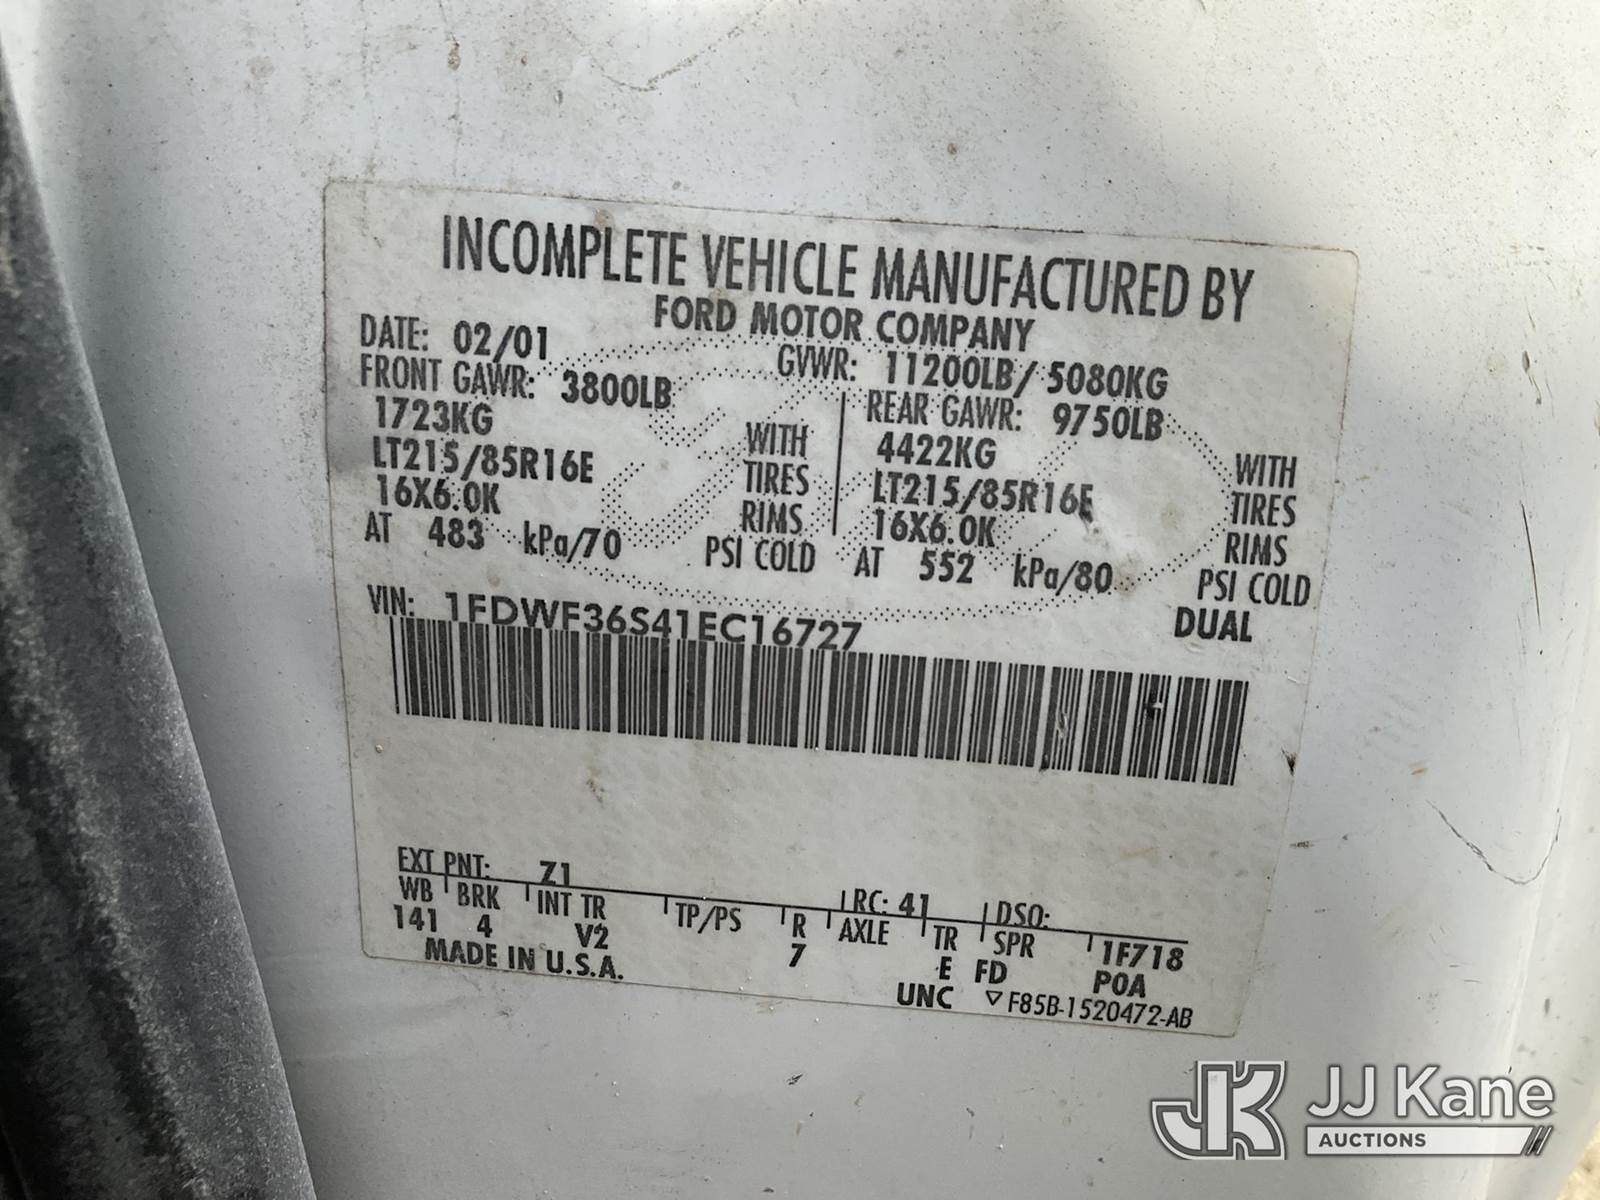 INCOMPLETE VEHICLE MANUFACTURED BY
FORD MOTOR COMPANY
DATE: 02/01 GVWR: 11200LB/ 5080KG
FRONT GAWR: 3800LB REAR GAWR: 9750LB
1723KG WITH 4422KG WITH
LT215/85R16E TIRES LT215/85R16E TIRES
16X6.0K RIMS 16X6.0K RIMS
AT 483 kPa/70 PSI COLD AT 552 kPa/80 PSI COLD
DUAL
VIN: 1FDWF36S41EC16727
EXT PNT: Z1 RC: 41 DSO:
WB BRK INT TR TP/PS R AXLE TR SPR 1F718
141 4 V2 7 E FD POA
MADE IN U.S.A. UNC ▽ F85B-1520472-AB
JK JJ Kane
AUCTIONS